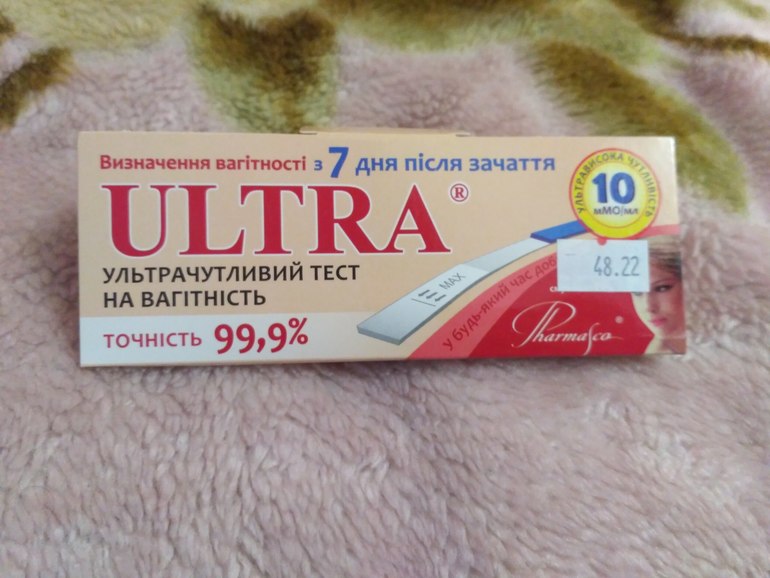 Визначення вагітності з 7 дня після зачаття
ULTRA®
УЛЬТРАЧУТЛИВИЙ ТЕСТ
НА ВАГІТНІСТЬ
ТОЧНІСТЬ 99,9%
УЛЬТРАВИСОКА ЧУТЛИВІСТЬ
10
мМО/мл
48.22
MAX
у будь-який час доб
Pharmasco®